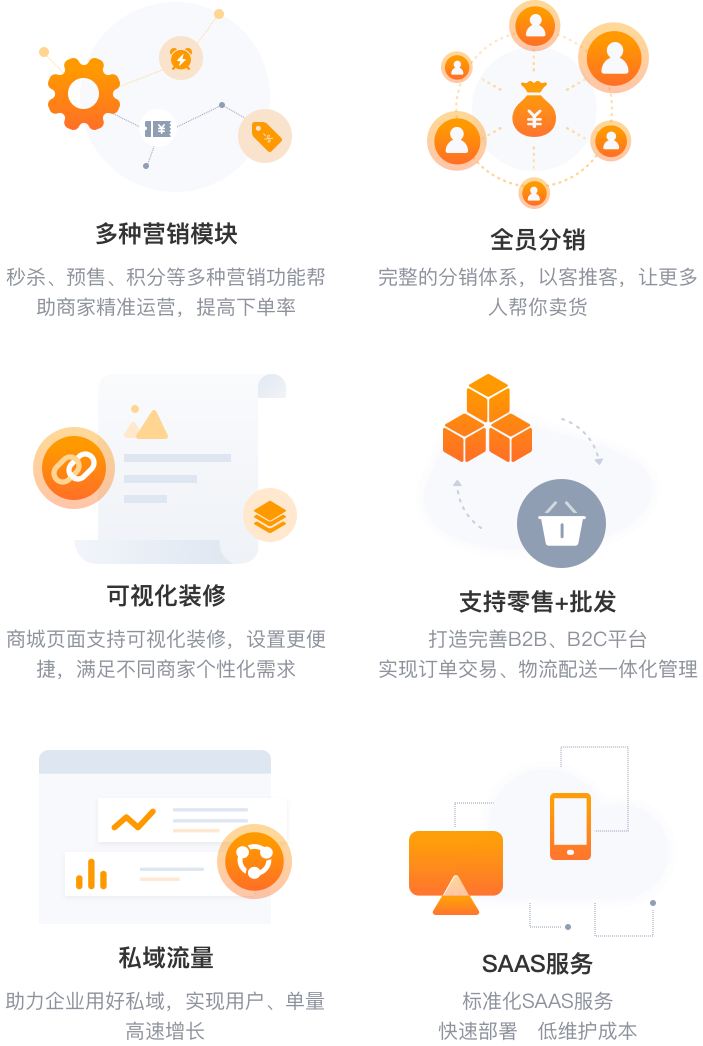 多种营销模块
秒杀、预售、积分等多种营销功能帮
助商家精准运营，提高下单率
全员分销
完整的分销体系，以客推客，让更多
人帮你卖货
可视化装修
商城页面支持可视化装修，设置更便
捷，满足不同商家个性化需求
支持零售+批发
打造完善B2B、B2C平台
实现订单交易、物流配送一体化管理
私域流量
助力企业用好私域，实现用户、单量
高速增长
SAAS服务
标准化SAAS服务
快速部署　低维护成本